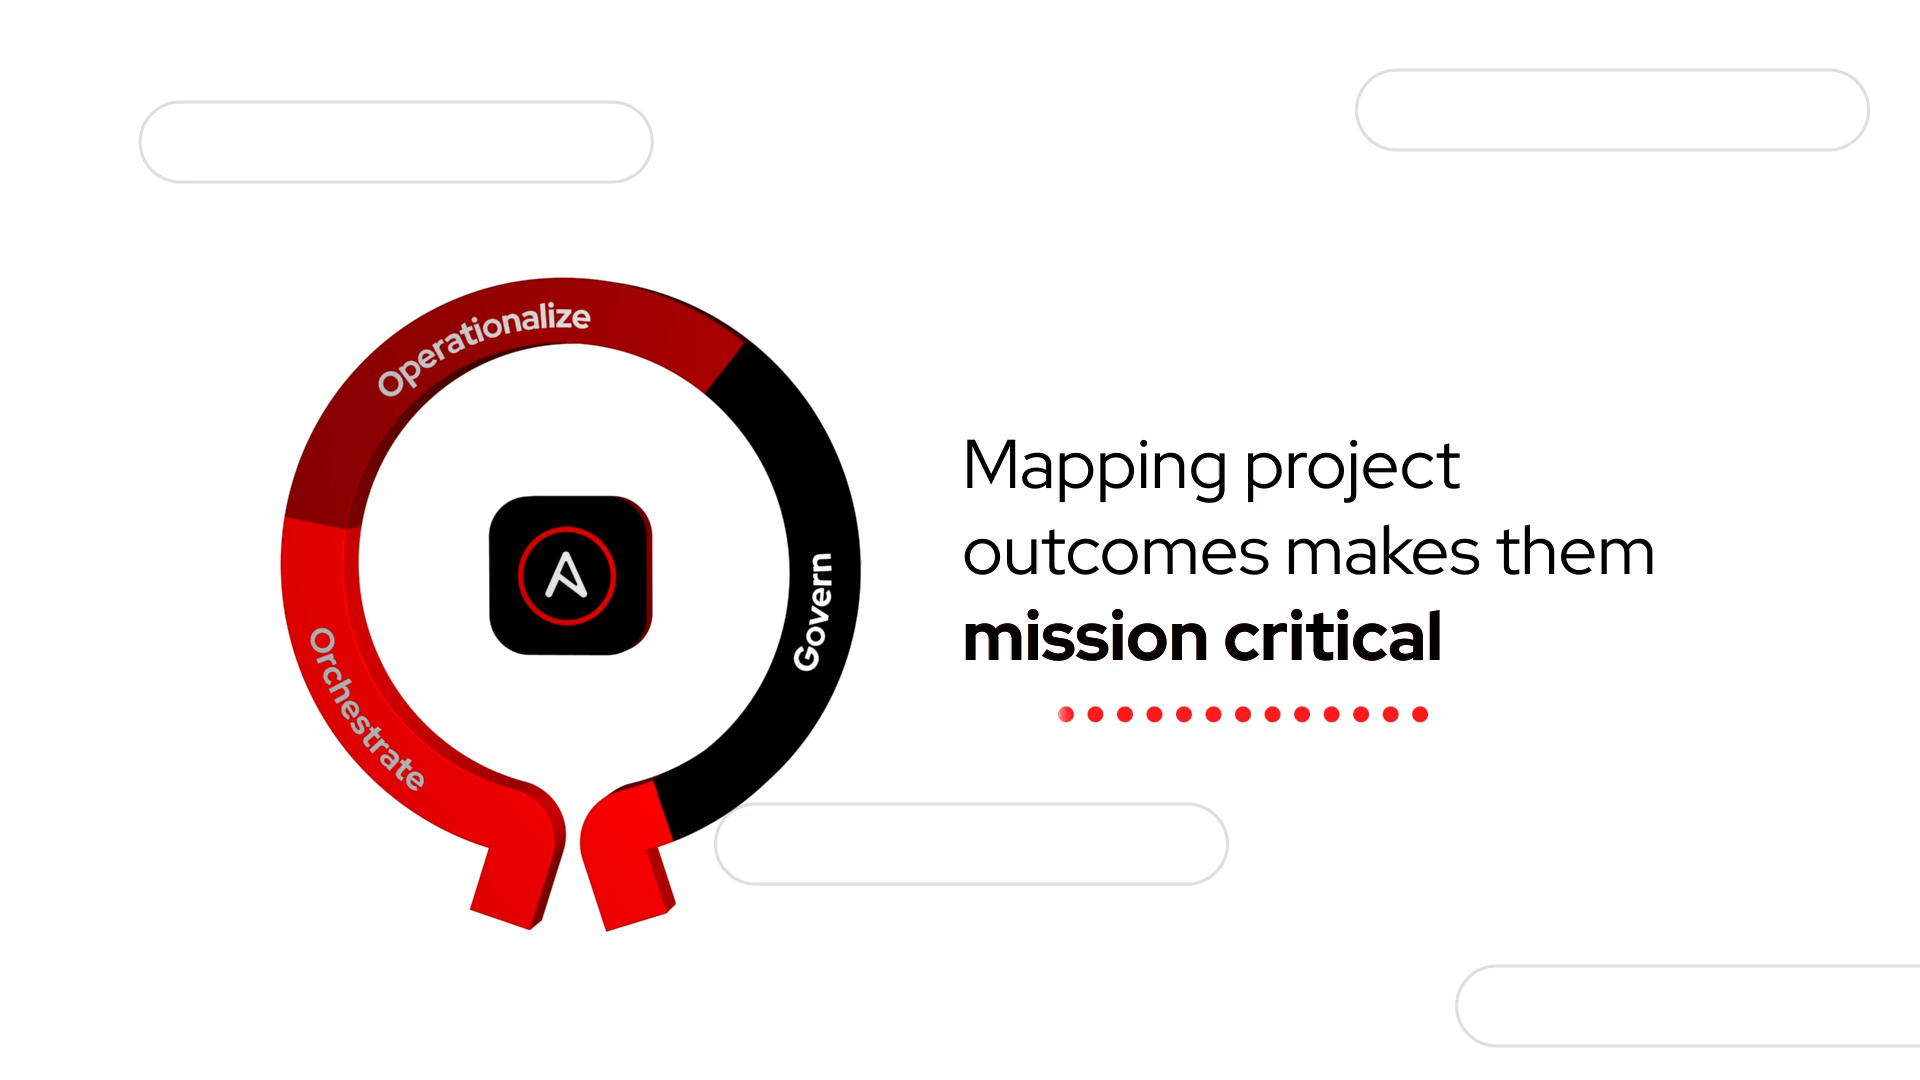 Operationalize
Orchestrate
Govern
Mapping project
outcomes makes them
mission critical